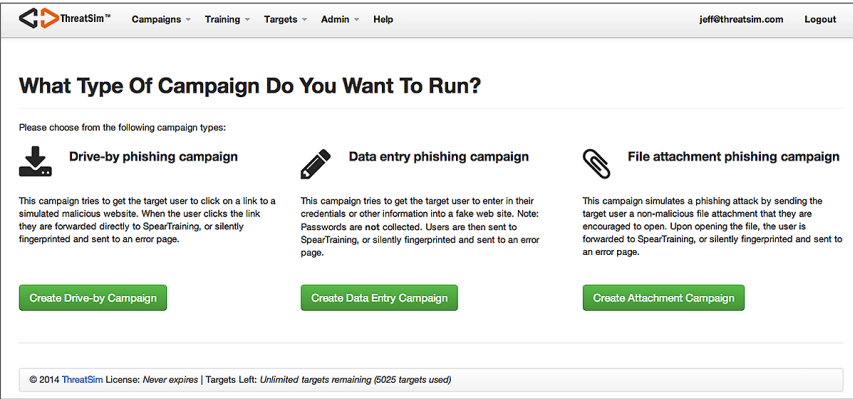 ThreatSim™ Campaigns Training Targets Admin Help jeff@threatsim.com Logout
What Type Of Campaign Do You Want To Run?
Please choose from the following campaign types:
Drive-by phishing campaign
This campaign tries to get the target user to click on a link to a
simulated malicious website. When the user clicks the link
they are forwarded directly to SpearTraining, or silently
fingerprinted and sent to an error page.
Create Drive-by Campaign
Data entry phishing campaign
This campaign tries to get the target user to enter in their
credentials or other information into a fake web site. Note:
Passwords are not collected. Users are then sent to
SpearTraining, or silently fingerprinted and sent to an error
page.
Create Data Entry Campaign
File attachment phishing campaign
This campaign simulates a phishing attack by sending the
target user a non-malicious file attachment that they are
encouraged to open. Upon opening the file, the user is
forwarded to SpearTraining, or silently fingerprinted and sent to
an error page.
Create Attachment Campaign
© 2014 ThreatSim License: Never expires | Targets Left: Unlimited targets remaining (5025 targets used)